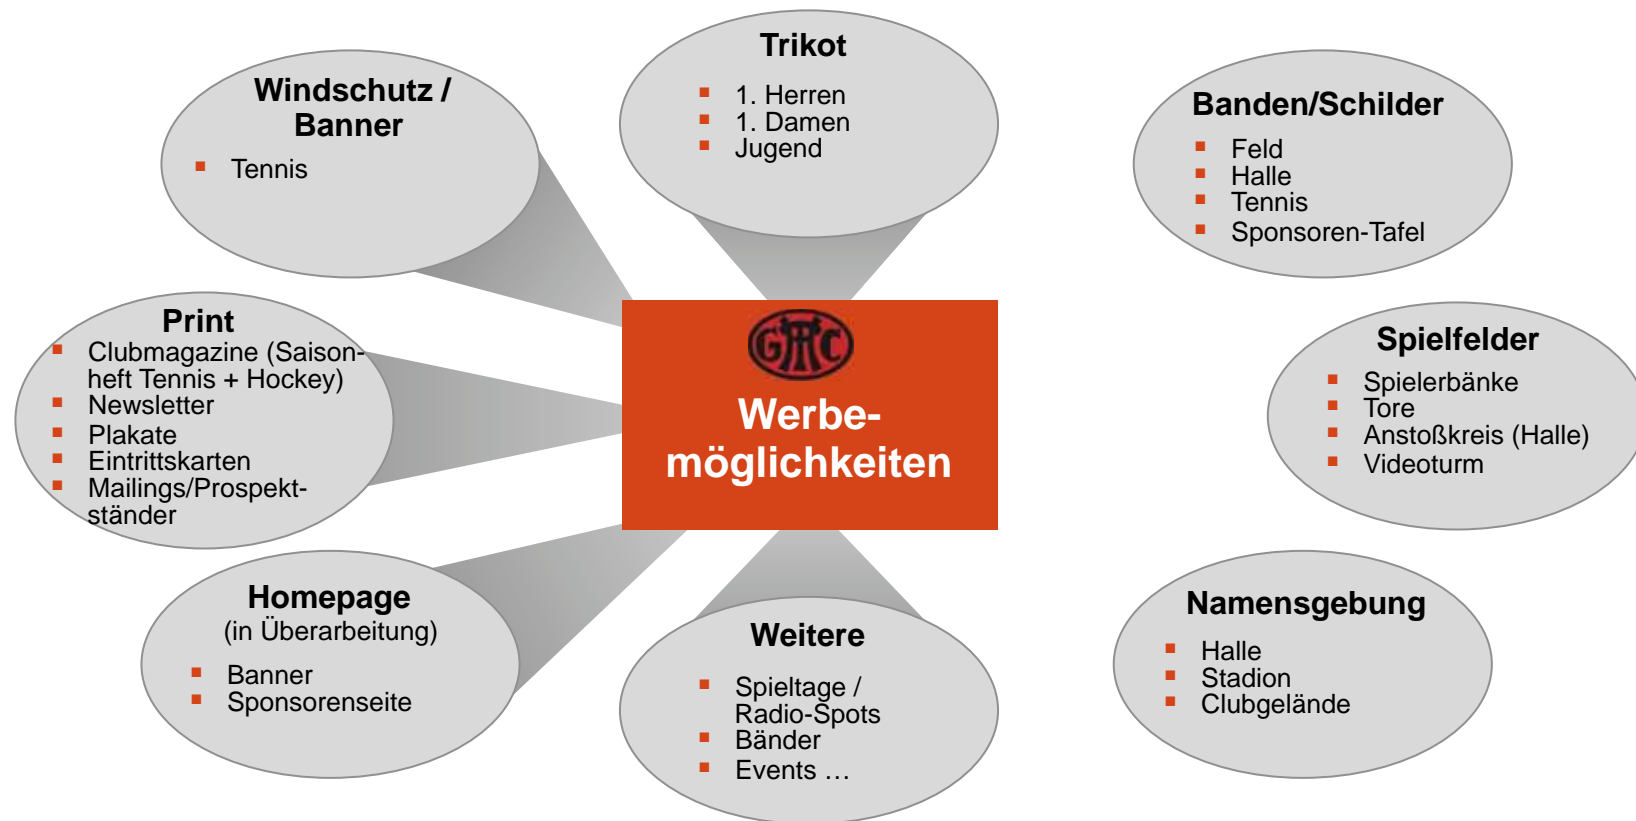 Windschutz /
Banner
Tennis
Trikot
1. Herren
1. Damen
Jugend
Banden/Schilder
Feld
Halle
Tennis
Sponsoren-Tafel
Print
Clubmagazine (Saison-
heft Tennis + Hockey)
Newsletter
Plakate
Eintrittskarten
Mailings/Prospekt-
ständer
GTHC
Werbe-
möglichkeiten
Spielfelder
Spielerbänke
Tore
Anstoßkreis (Halle)
Videoturm
Homepage
(in Überarbeitung)
Banner
Sponsorenseite
Weitere
Spieltage /
Radio-Spots
Bänder
Events …
Namensgebung
Halle
Stadion
Clubgelände